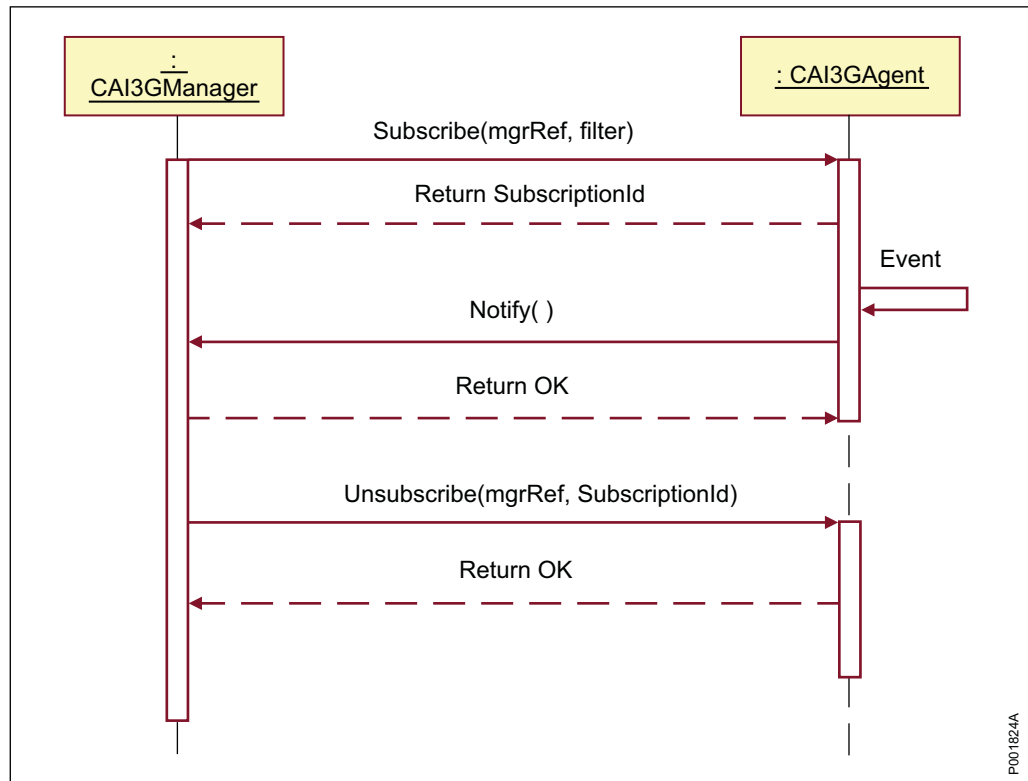 :
CAI3GManager
: CAI3GAgent
Subscribe(mgrRef, filter)
Return SubscriptionId
Event
Notify( )
Return OK
Unsubscribe(mgrRef, SubscriptionId)
Return OK
P001824A